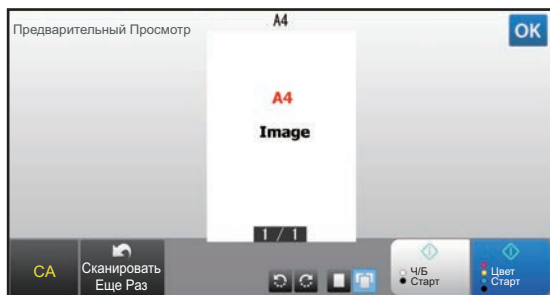 A4
Предварительный Просмотр
OK
A4
Image
1 / 1
CA
Сканировать
Еще Раз
Ч/Б
Старт
Цвет
Старт